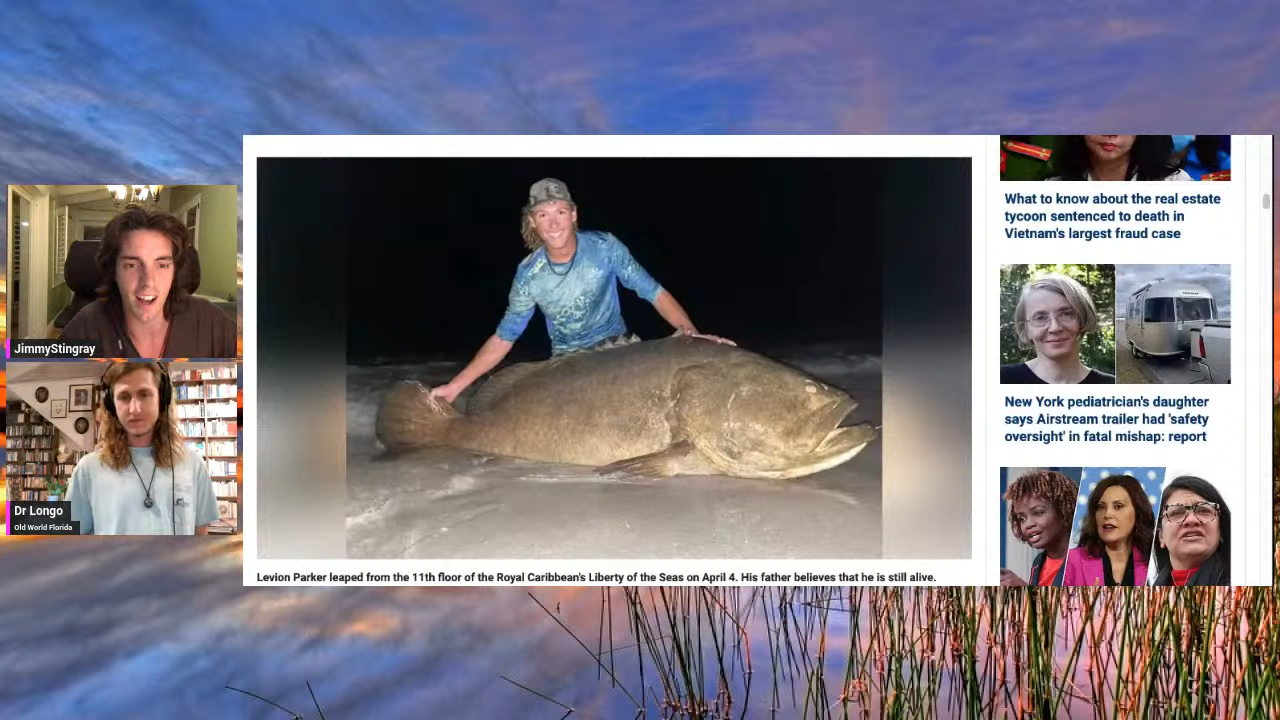 JimmyStingray
Dr Longo
Old World Florida
Levion Parker leaped from the 11th floor of the Royal Caribbean's Liberty of the Seas on April 4. His father believes that he is still alive.
What to know about the real estate
tycoon sentenced to death in
Vietnam's largest fraud case
New York pediatrician's daughter
says Airstream trailer had 'safety
oversight' in fatal mishap: report